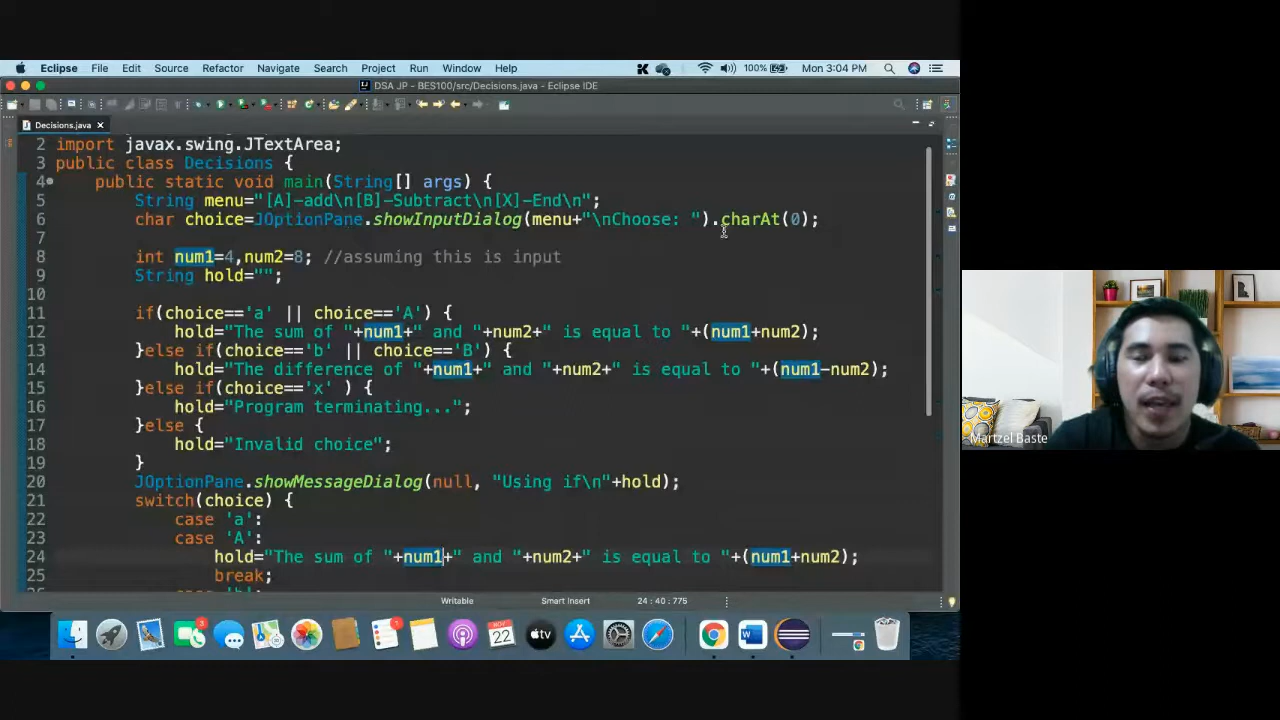 Eclipse File Edit Source Refactor Navigate Search Project Run Window Help 100% Mon 3:04 PM
DSA JP - BES100/src/Decisions.java - Eclipse IDE
Decisions.java
2 import javax.swing.JTextArea;
3 public class Decisions {
4 public static void main(String[] args) {
5 String menu="[A]-add\n[B]-Subtract\n[X]-End\n";
6 char choice=JOptionPane.showInputDialog(menu+"\nChoose: ").charAt(0);
7
8 int num1=4,num2=8; //assuming this is input
9 String hold="";
10
11 if(choice=='a' || choice=='A') {
12 hold="The sum of "+num1+" and "+num2+" is equal to "+(num1+num2);
13 }else if(choice=='b' || choice=='B') {
14 hold="The difference of "+num1+" and "+num2+" is equal to "+(num1-num2);
15 }else if(choice=='x' ) {
16 hold="Program terminating...";
17 }else {
18 hold="Invalid choice";
19 }
20 JOptionPane.showMessageDialog(null, "Using if\n"+hold);
21 switch(choice) {
22 case 'a':
23 case 'A':
24 hold="The sum of "+num1+" and "+num2+" is equal to "+(num1+num2);
25 break;
Writable Smart Insert 24:40:775
Martzel Baste
NOV
22
tv
3
1